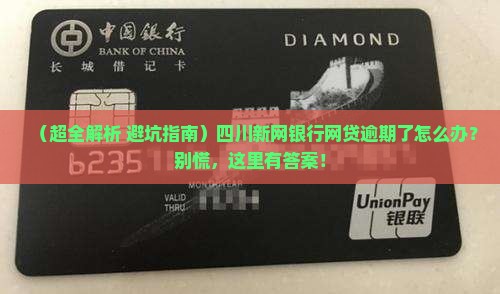 中国银行
BANK OF CHINA
DIAMOND
长城借记卡
（超全解析 避坑指南）四川新网银行网贷逾期了怎么办？
别慌，这里有答案！
6235
VALID
THRU
UnionPay
银联